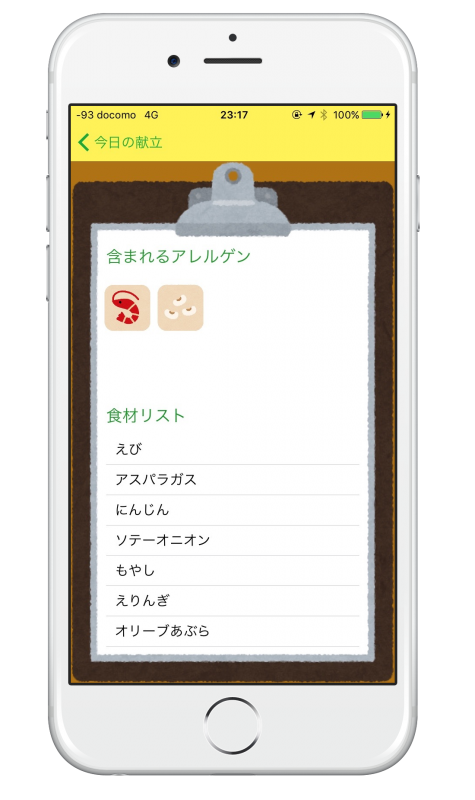 -93 docomo 4G 23:17 100%
今日の献立
含まれるアレルゲン
食材リスト
えび
アスパラガス
にんじん
ソテーオニオン
もやし
えりんぎ
オリーブあぶら